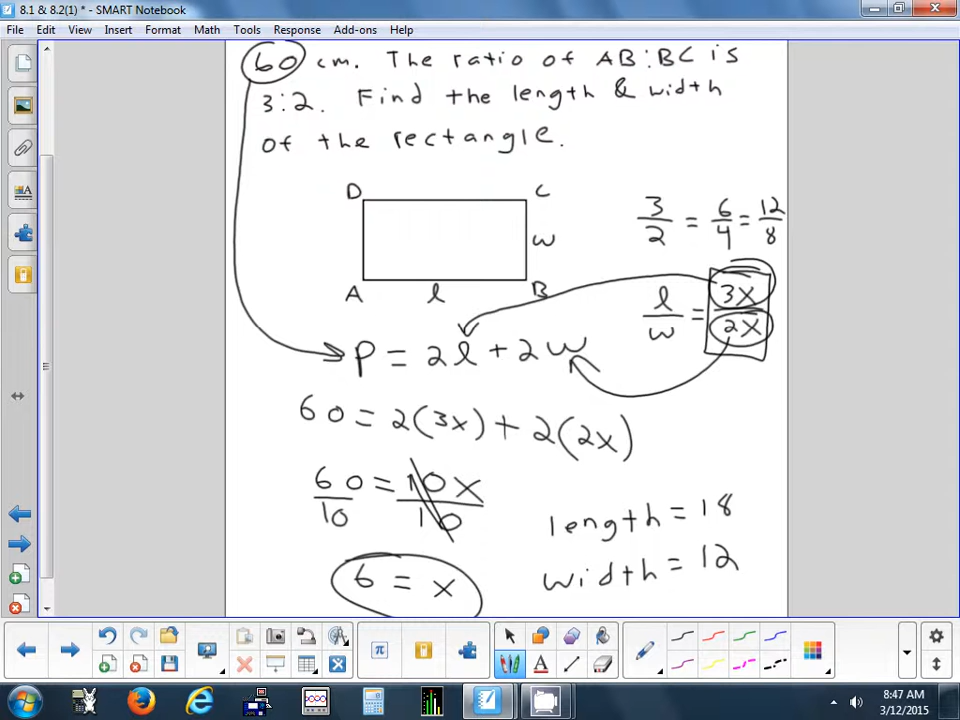 8.1 & 8.2(1) * - SMART Notebook
File Edit View Insert Format Math Tools Response Add-ons Help
60 cm. The ratio of AB:BC is
3:2. Find the length & width
of the rectangle.
D C
w
A l B
3/2 = 6/4 = 12/8
l/w = 3x/2x
P = 2l + 2w
60 = 2(3x) + 2(2x)
60/10 = 10x/10
6 = x
length = 18
width = 12
8:47 AM
3/12/2015